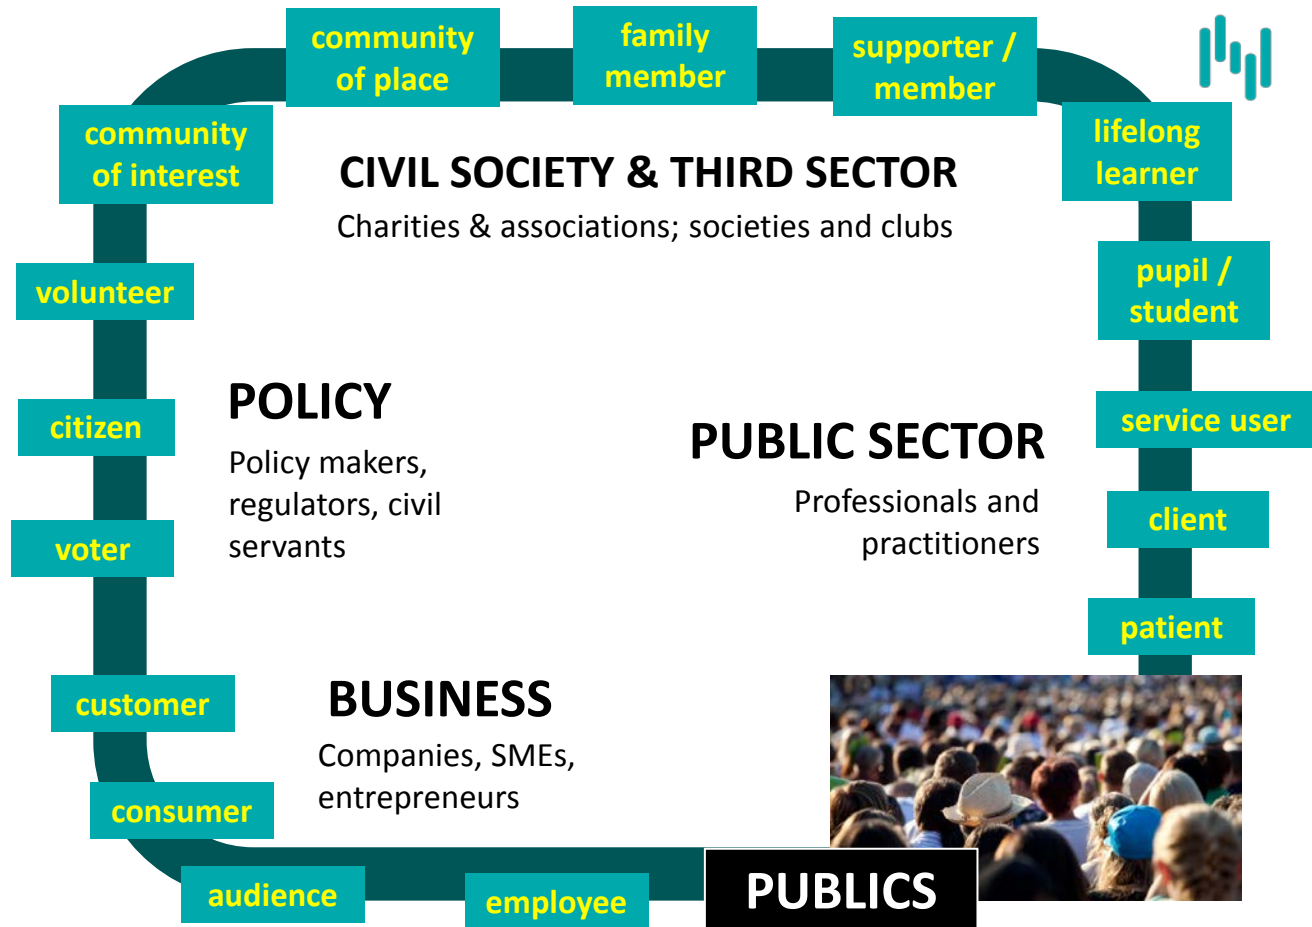 community
of place
family
member
supporter /
member
community
of interest
lifelong
learner
CIVIL SOCIETY & THIRD SECTOR
Charities & associations; societies and clubs
volunteer
pupil /
student
POLICY
Policy makers,
regulators, civil
servants
citizen
voter
PUBLIC SECTOR
Professionals and
practitioners
service user
client
patient
customer
consumer
BUSINESS
Companies, SMEs,
entrepreneurs
audience
employee
PUBLICS